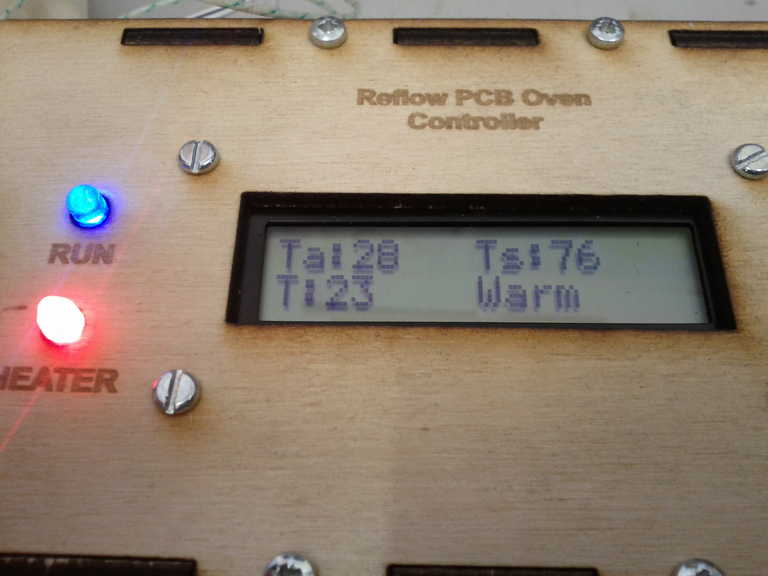 Reflow PCB Oven
Controller
RUN
HEATER
Ta:28 Ts:76
T:23 Warm